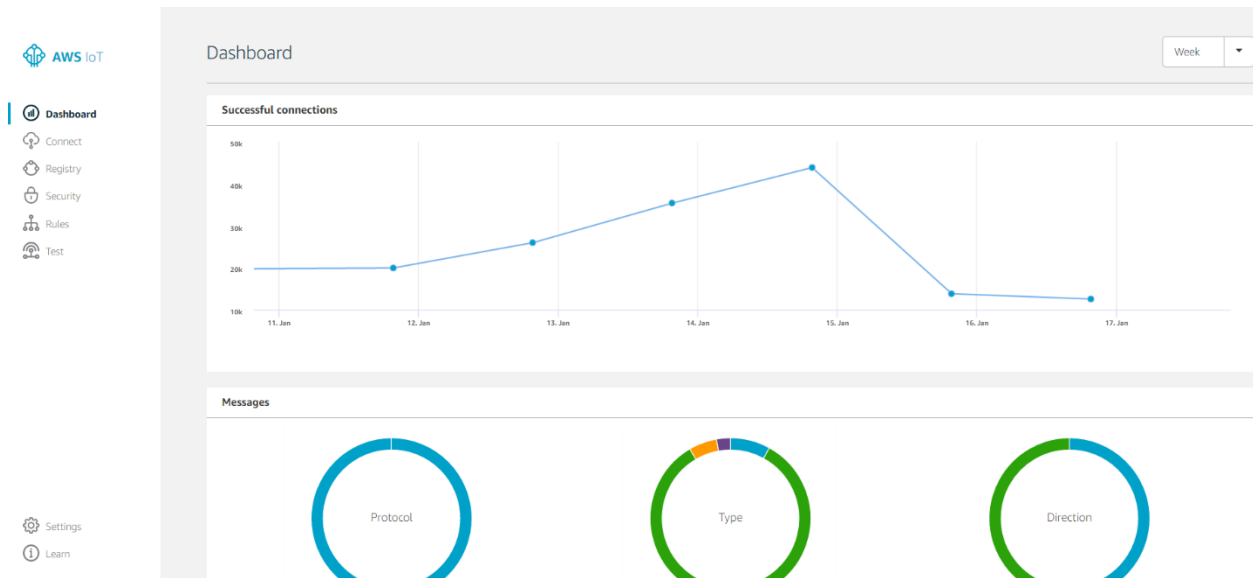 AWS IoT
Dashboard
Connect
Registry
Security
Rules
Test
Settings
Learn
Dashboard
Week
Successful connections
50k
40k
30k
20k
10k
11. Jan 12. Jan 13. Jan 14. Jan 15. Jan 16. Jan 17. Jan
Messages
Protocol Type Direction